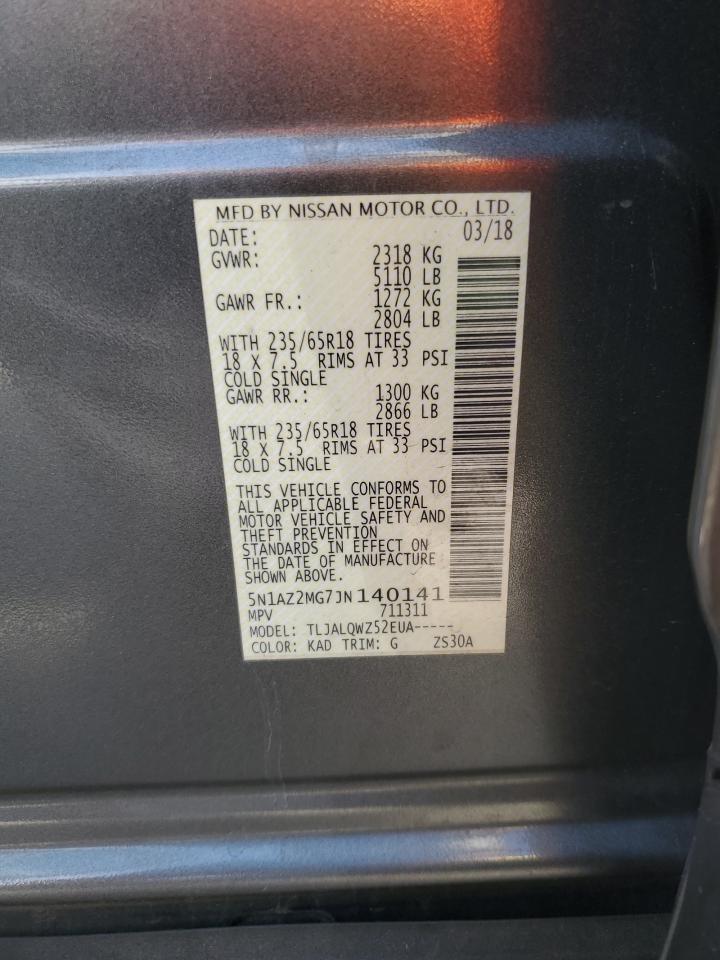 MFD BY NISSAN MOTOR CO., LTD.
DATE: 03/18
GVWR: 2318 KG
5110 LB
GAWR FR.: 1272 KG
2804 LB
WITH 235/65R18 TIRES
18 X 7.5 RIMS AT 33 PSI
COLD SINGLE
GAWR RR.: 1300 KG
2866 LB
WITH 235/65R18 TIRES
18 X 7.5 RIMS AT 33 PSI
COLD SINGLE
THIS VEHICLE CONFORMS TO
ALL APPLICABLE FEDERAL
MOTOR VEHICLE SAFETY AND
THEFT PREVENTION
STANDARDS IN EFFECT ON
THE DATE OF MANUFACTURE
SHOWN ABOVE.
5N1AZ2MG7JN140141
MPV 711311
MODEL: TLJALQWZ52EUA-----
COLOR: KAD TRIM: G ZS30A